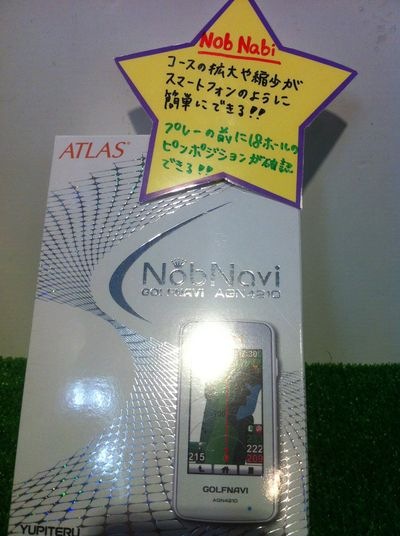 Nob Nabi
コースの拡大や縮少が
スマートフォンのように
簡単にできる!!
プレーの前に18ホールの
ピンポジションが確認
できる!!
ATLAS®
NobNavi
GOLFNAVI AGN4210
215
222
209
GOLFNAVI
AGN4210
YUPITERU